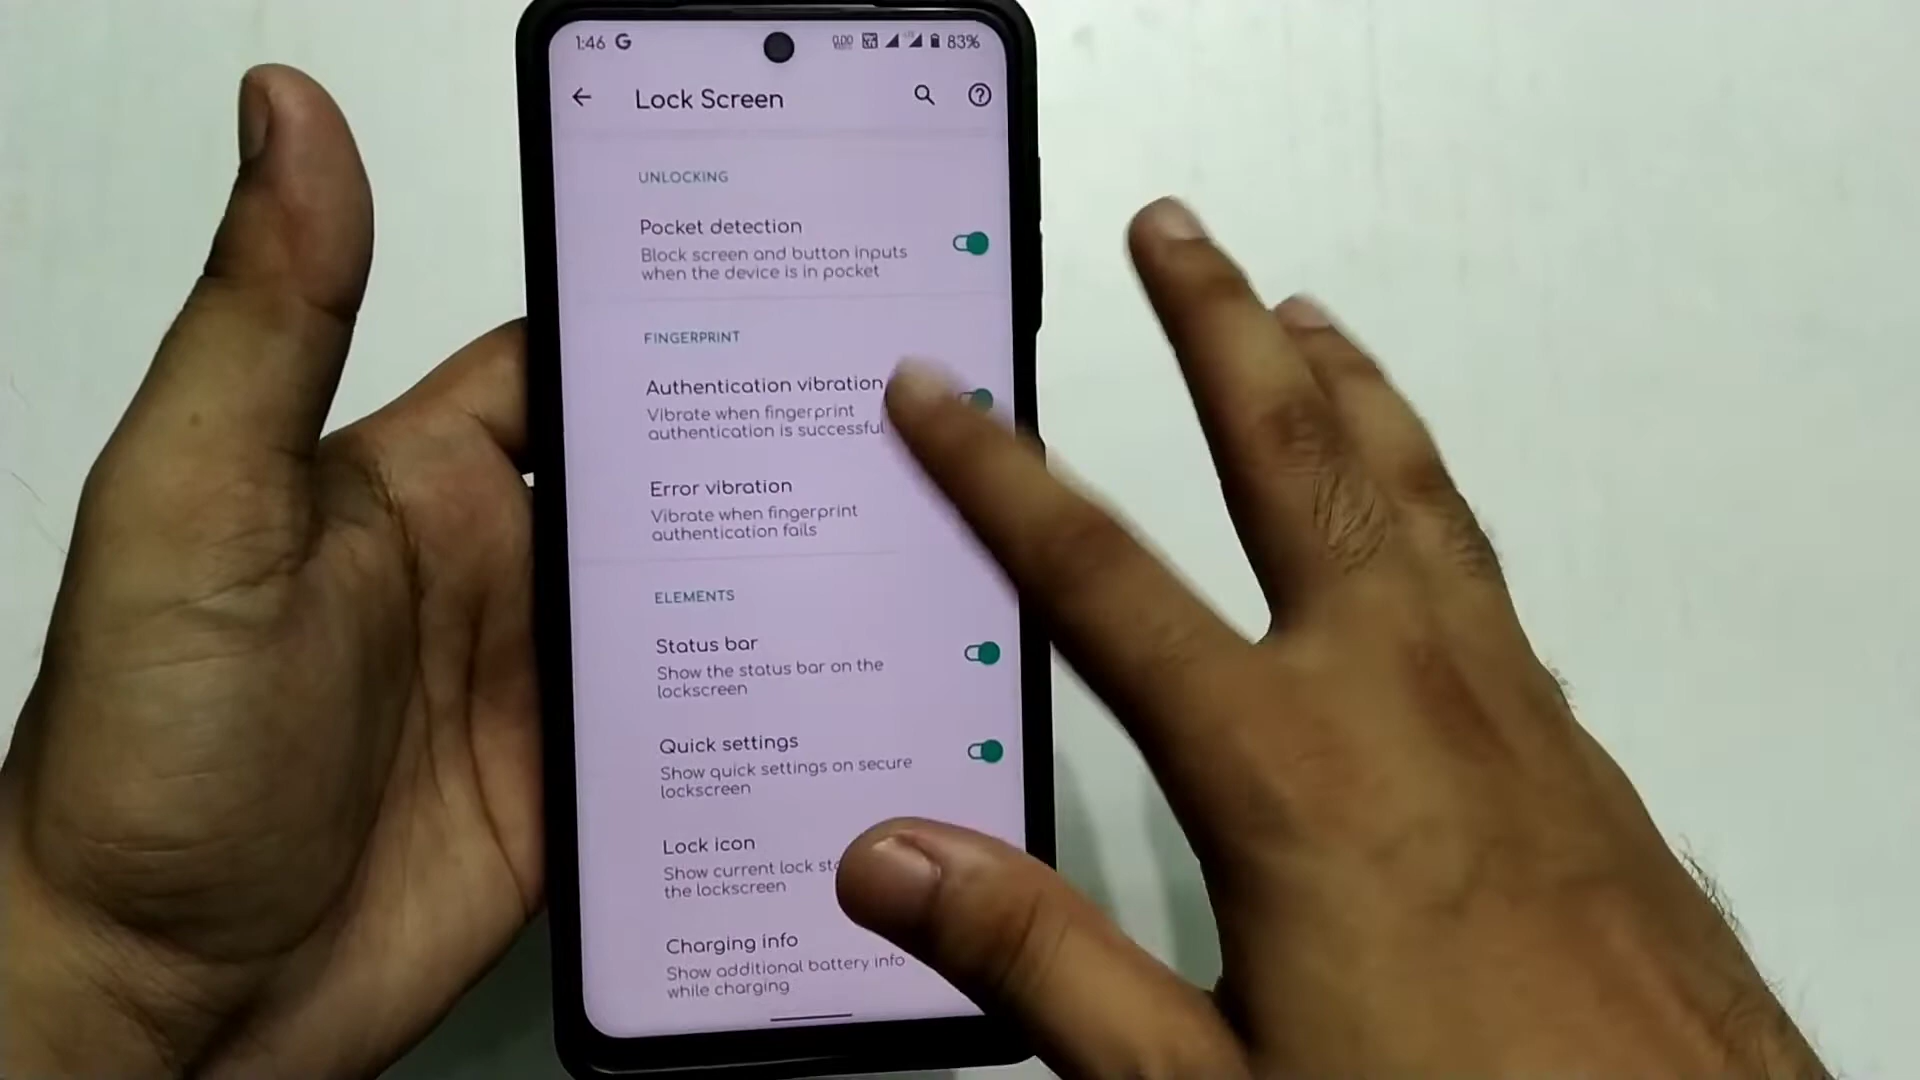 1:46 G 83%
Lock Screen
UNLOCKING
Pocket detection
Block screen and button inputs
when the device is in pocket
FINGERPRINT
Authentication vibration
Vibrate when fingerprint
authentication is successful
Error vibration
Vibrate when fingerprint
authentication fails
ELEMENTS
Status bar
Show the status bar on the
lockscreen
Quick settings
Show quick settings on secure
lockscreen
Lock icon
Show current lock
the lockscreen
Charging info
Show additional battery info
while charging